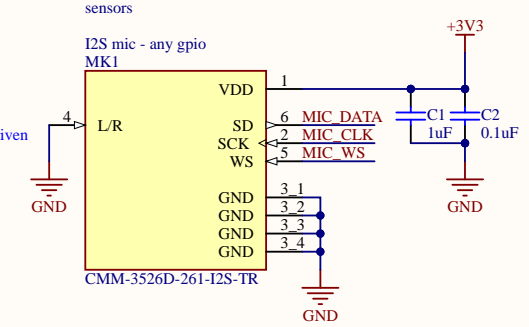 sensors
I2S mic - any gpio
MK1
+3V3
VDD 1
4 L/R
SD 6 MIC_DATA
SCK 2 MIC_CLK
WS 5 MIC_WS
C1
1uF
C2
0.1uF
iven
GND 3_1
GND 3_2
GND 3_3
GND 3_4
GND
GND
CMM-3526D-261-I2S-TR
GND